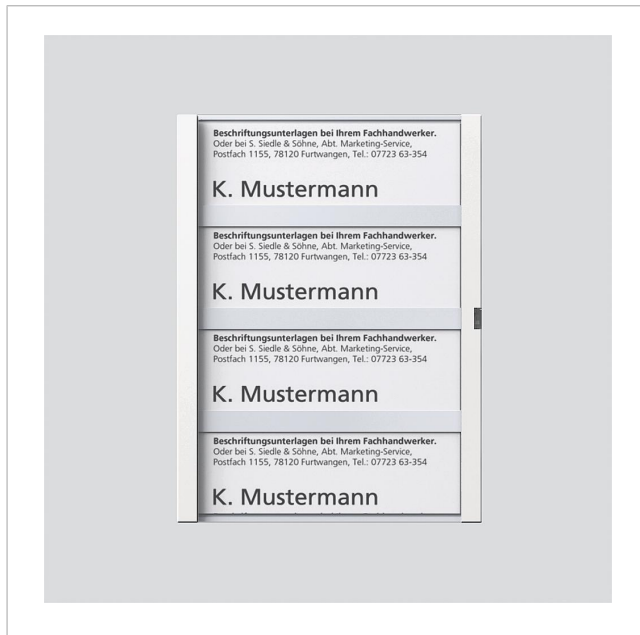 Beschriftungsunterlagen bei Ihrem Fachhandwerker.
Oder bei S. Siedle & Söhne, Abt. Marketing-Service,
Postfach 1155, 78120 Furtwangen, Tel.: 07723 63-354
K. Mustermann
Beschriftungsunterlagen bei Ihrem Fachhandwerker.
Oder bei S. Siedle & Söhne, Abt. Marketing-Service,
Postfach 1155, 78120 Furtwangen, Tel.: 07723 63-354
K. Mustermann
Beschriftungsunterlagen bei Ihrem Fachhandwerker.
Oder bei S. Siedle & Söhne, Abt. Marketing-Service,
Postfach 1155, 78120 Furtwangen, Tel.: 07723 63-354
K. Mustermann
Beschriftungsunterlagen bei Ihrem Fachhandwerker.
Oder bei S. Siedle & Söhne, Abt. Marketing-Service,
Postfach 1155, 78120 Furtwangen, Tel.: 07723 63-354
K. Mustermann